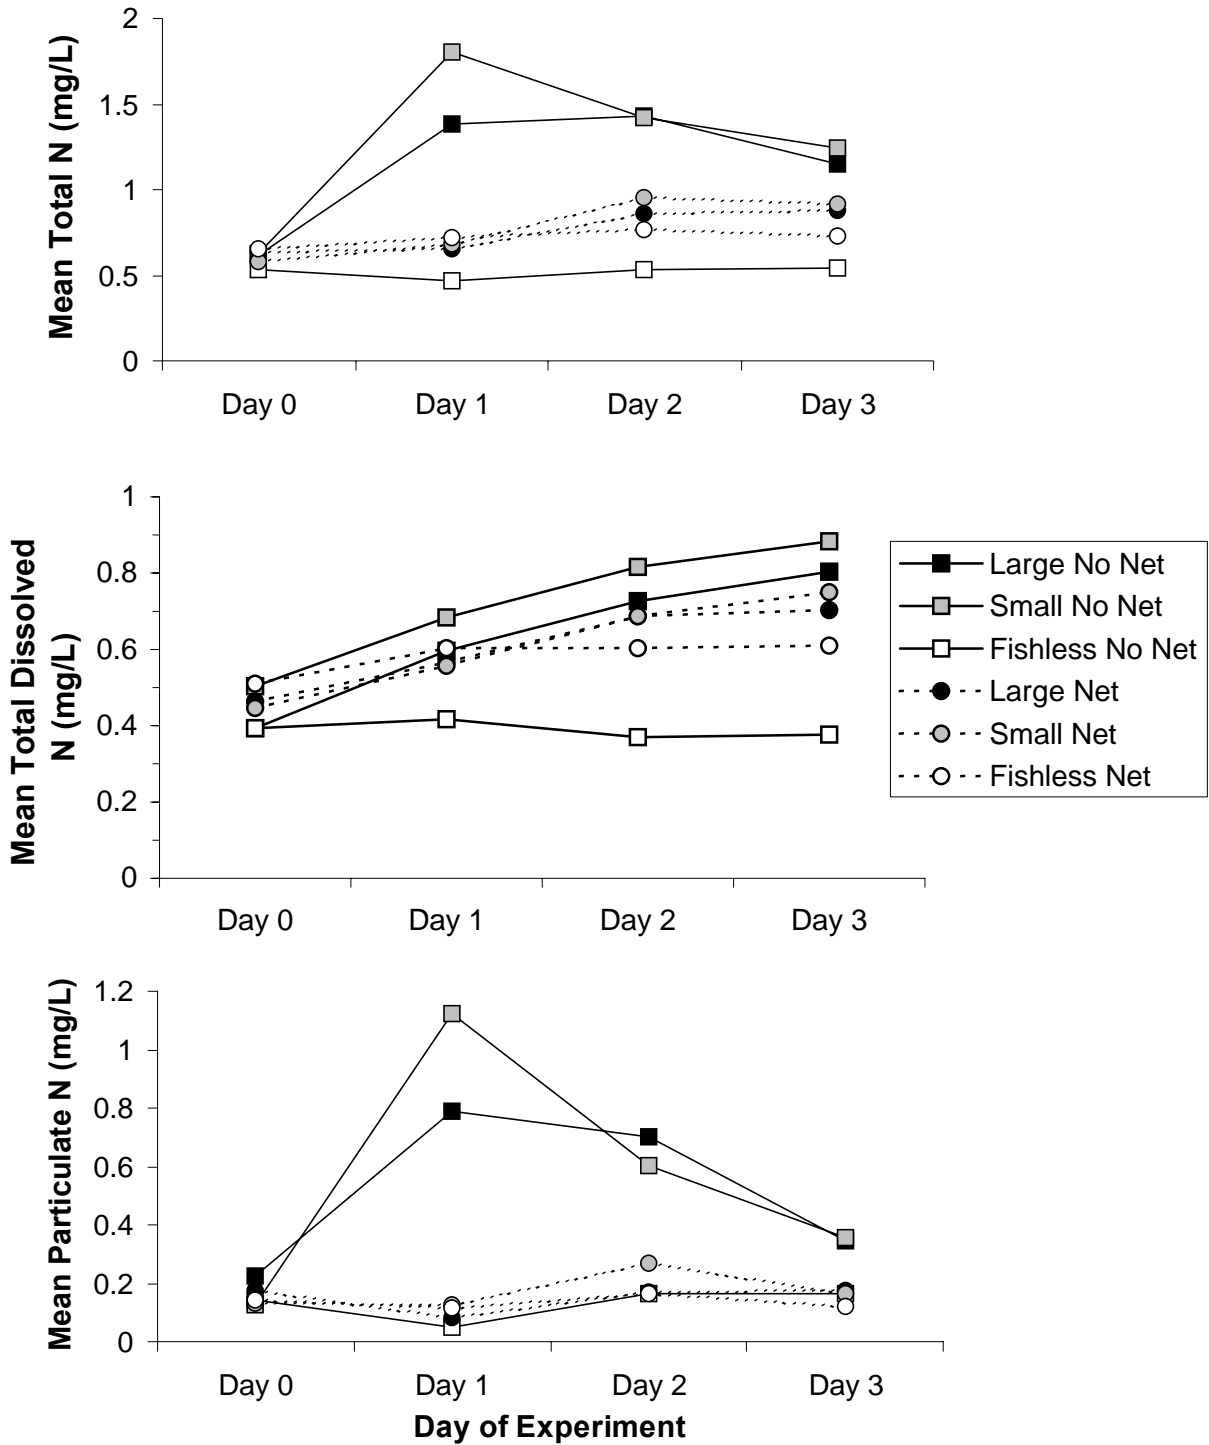 Mean Total N (mg/L)
2
1.5
1
0.5
0
Day 0 Day 1 Day 2 Day 3
Mean Total Dissolved
N (mg/L)
1
0.8
0.6
0.4
0.2
0
Day 0 Day 1 Day 2 Day 3
Large No Net
Small No Net
Fishless No Net
Large Net
Small Net
Fishless Net
Mean Particulate N (mg/L)
1.2
1
0.8
0.6
0.4
0.2
0
Day 0 Day 1 Day 2 Day 3
Day of Experiment